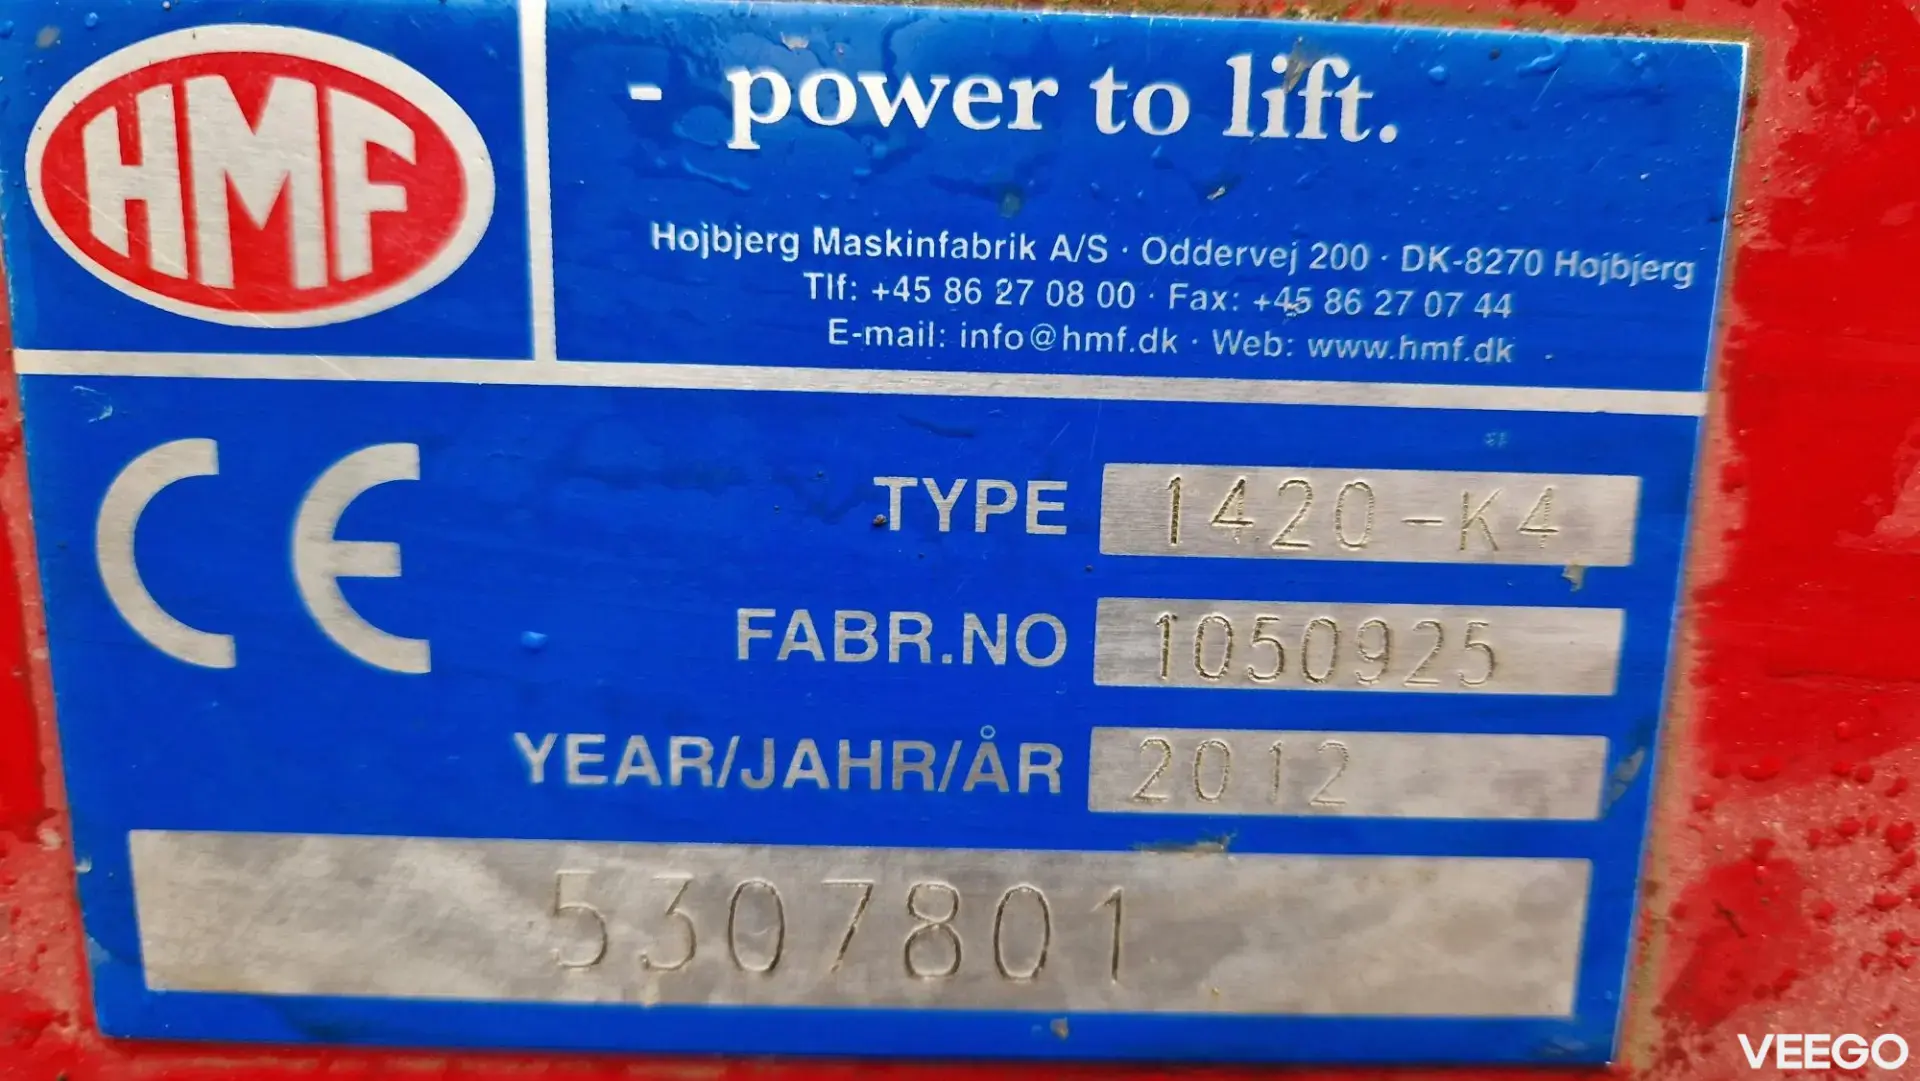 HMF
- power to lift.
Hojbjerg Maskinfabrik A/S · Oddervej 200 · DK-8270 Hojbjerg
Tlf: +45 86 27 08 00 · Fax: +45 86 27 07 44
E-mail: info@hmf.dk · Web: www.hmf.dk
CE
TYPE 1420-K4
FABR.NO 1050925
YEAR/JAHR/ÅR 2012
5307801
VEEGO